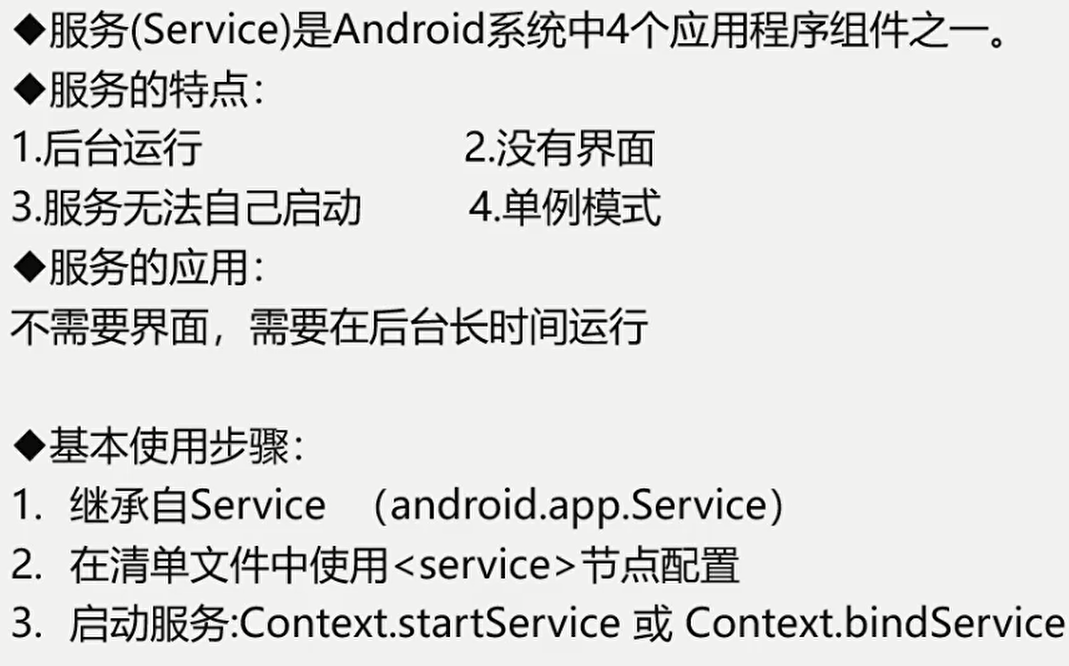 ◆服务(Service)是Android系统中4个应用程序组件之一。
◆服务的特点：
1.后台运行 2.没有界面
3.服务无法自己启动 4.单例模式
◆服务的应用：
不需要界面，需要在后台长时间运行
◆基本使用步骤：
1. 继承自Service （android.app.Service）
2. 在清单文件中使用<service>节点配置
3. 启动服务:Context.startService 或 Context.bindService